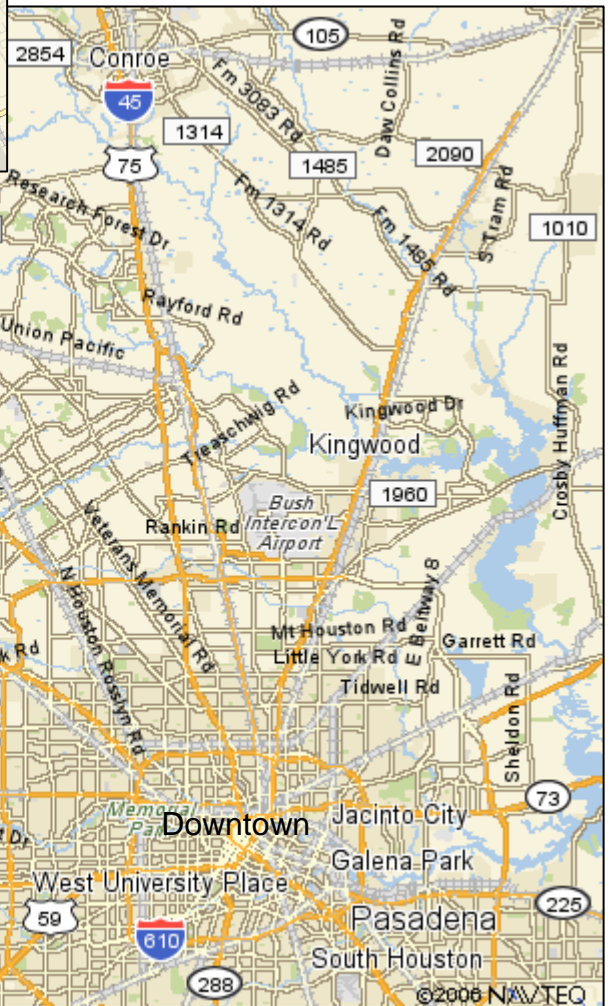 105
2854
Conroe
Daw Collins Rd
Fm 3083 Rd
45
1314
2090
75
1485
Research Forest Dr
Fm 1314 Rd
S Tram Rd
Fm 1485 Rd
1010
Rayford Rd
Union Pacific
Crosby Huffman Rd
Treaschwig Rd
Kingwood Dr
Kingwood
1960
Bush
Intercon'L
Airport
Rankin Rd
Veterans Memorial Rd
N Houston Rosslyn Rd
E Beltway 8
Mt Houston Rd
Garrett Rd
k Rd
Little York Rd
Tidwell Rd
Sheldon Rd
73
Memorial
Park
Downtown
Jacinto City
t Dr
Galena Park
West University Place
59
225
Pasadena
610
South Houston
288
©2006 NAVTEQ